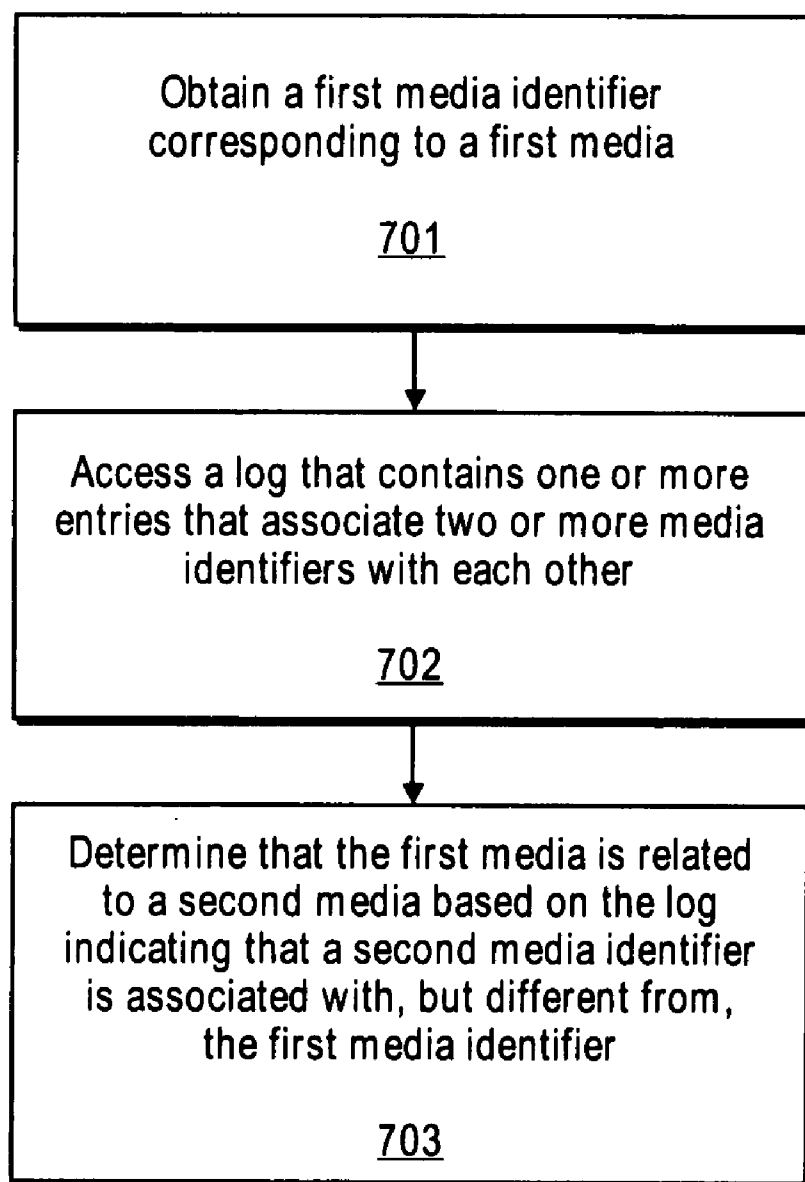 Obtain a first media identifier
corresponding to a first media
701
Access a log that contains one or more
entries that associate two or more media
identifiers with each other
702
Determine that the first media is related
to a second media based on the log
indicating that a second media identifier
is associated with, but different from,
the first media identifier
703